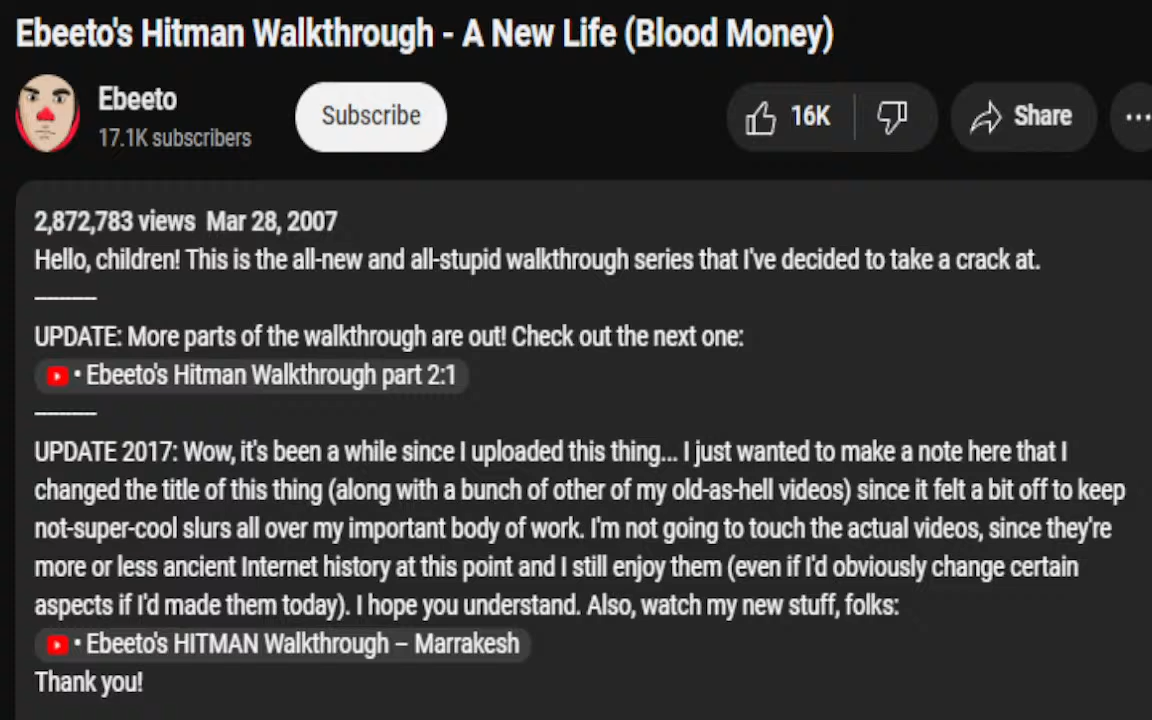 Ebeeto's Hitman Walkthrough - A New Life (Blood Money)
Ebeeto
17.1K subscribers
Subscribe
16K
Share
2,872,783 views Mar 28, 2007
Hello, children! This is the all-new and all-stupid walkthrough series that I've decided to take a crack at.
----------
UPDATE: More parts of the walkthrough are out! Check out the next one:
• Ebeeto's Hitman Walkthrough part 2:1
----------
UPDATE 2017: Wow, it's been a while since I uploaded this thing... I just wanted to make a note here that I
changed the title of this thing (along with a bunch of other of my old-as-hell videos) since it felt a bit off to keep
not-super-cool slurs all over my important body of work. I'm not going to touch the actual videos, since they're
more or less ancient Internet history at this point and I still enjoy them (even if I'd obviously change certain
aspects if I'd made them today). I hope you understand. Also, watch my new stuff, folks:
• Ebeeto's HITMAN Walkthrough – Marrakesh
Thank you!